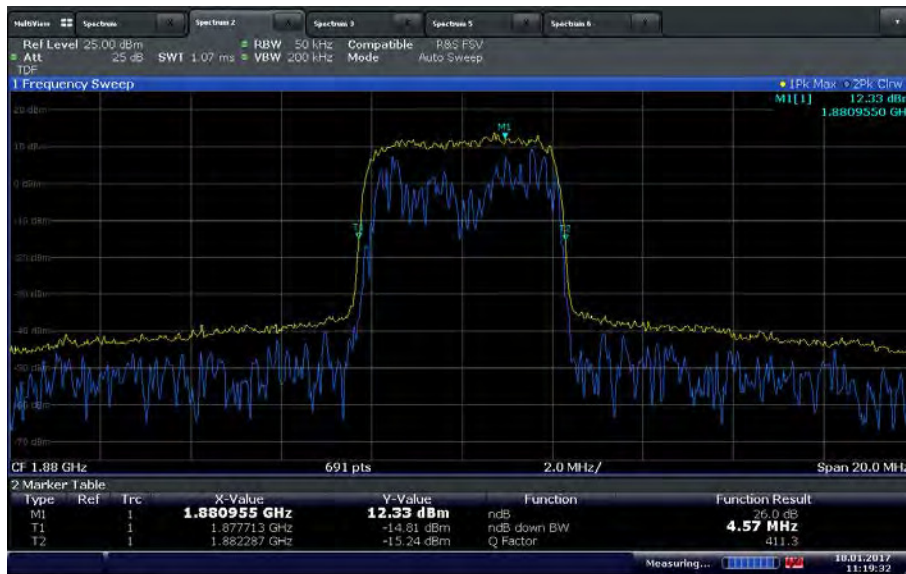 MultiView Spectrum X Spectrum 2 X Spectrum 3 X Spectrum 5 X Spectrum 6 X
Ref Level 25.00 dBm RBW 50 kHz Compatible R&S FSV
Att 25 dB SWT 1.07 ms VBW 200 kHz Mode Auto Sweep
TDF
1 Frequency Sweep 1Pk Max 2Pk Clrw
M1[1] 12.33 dBm
1.8809550 GH
20 dBm
M1
10 dBm
0 dBm
-10 dBm
T2
-20 dBm
-40 dBm
-50 dBm
-60 dBm
-70 dBm
CF 1.88 GHz 691 pts 2.0 MHz/ Span 20.0 MHz
2 Marker Table
Type Ref Trc X-Value Y-Value Function Function Result
M1 1 1.880955 GHz 12.33 dBm ndB 26.0 dB
T1 1 1.877713 GHz -14.81 dBm ndB down BW 4.57 MHz
T2 1 1.882287 GHz -15.24 dBm Q Factor 411.3
Measuring... 18.01.2017
11:19:32